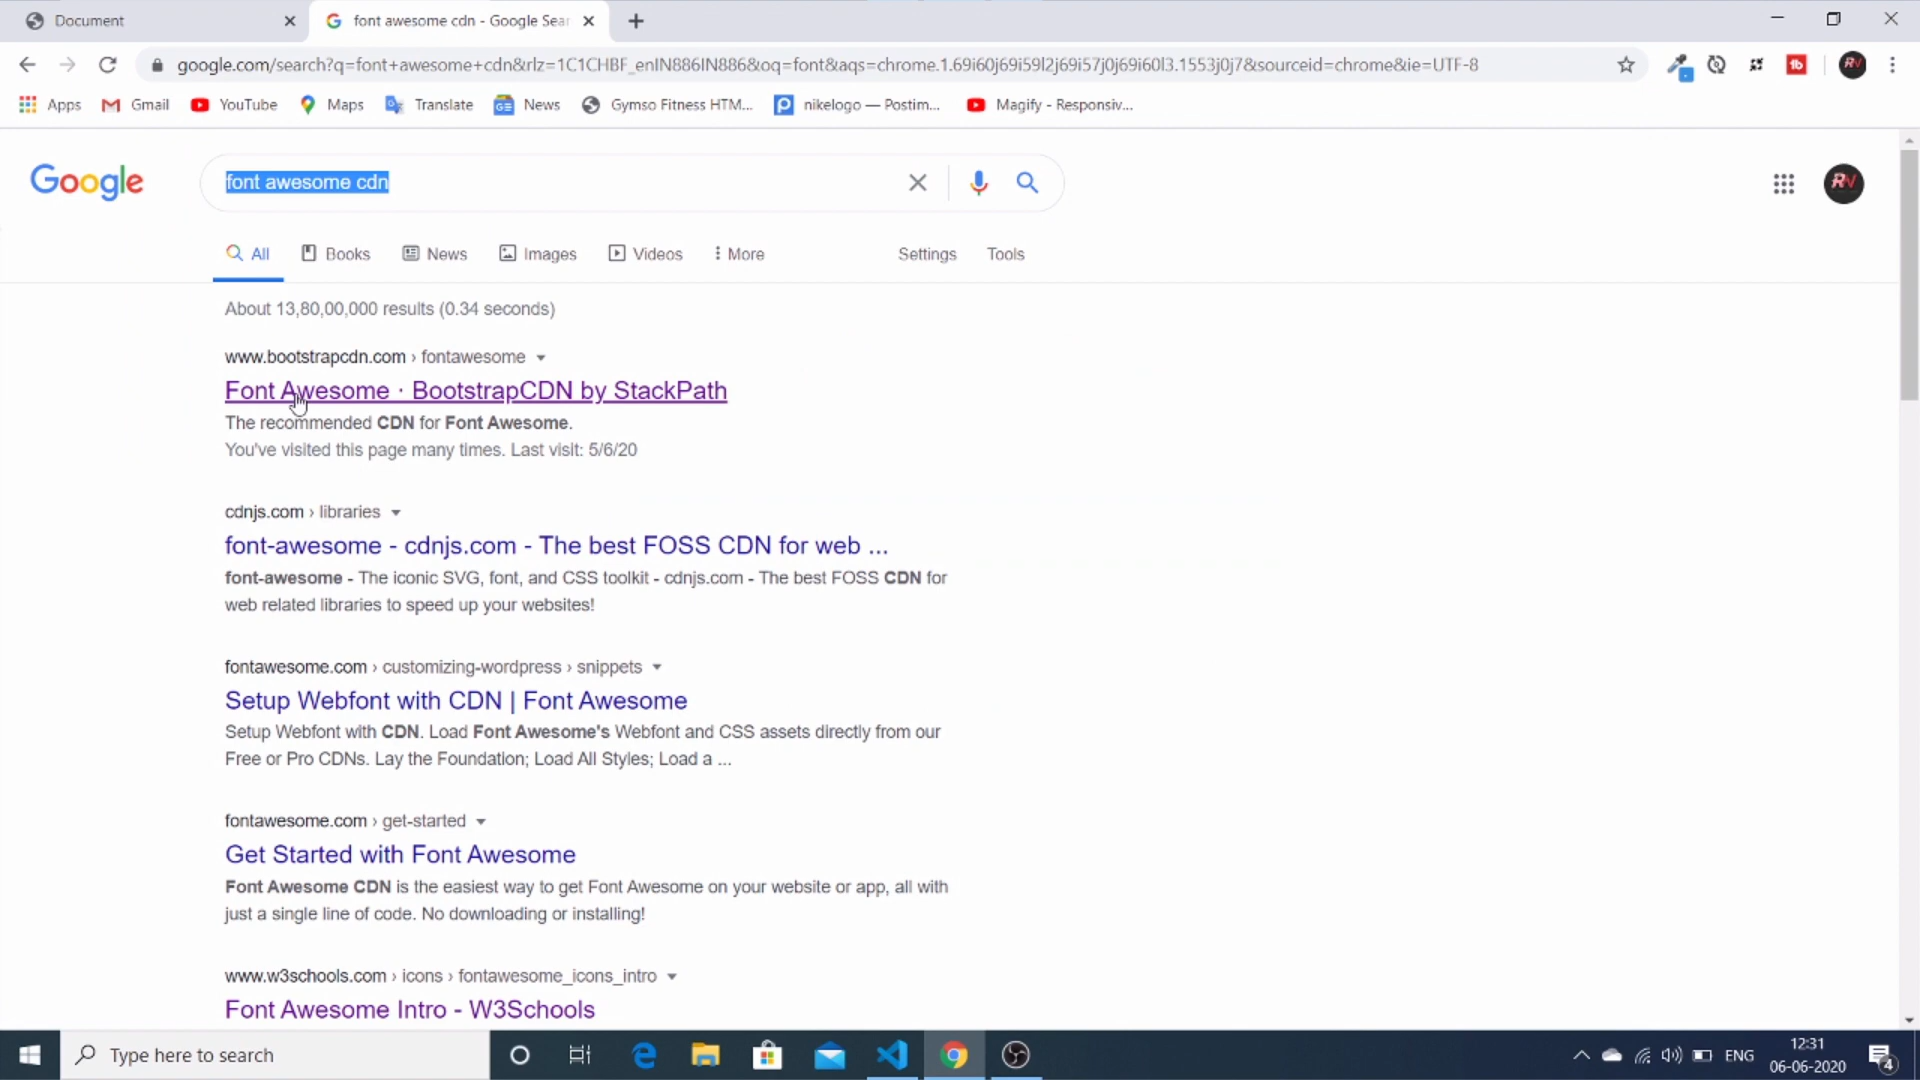 Document
font awesome cdn - Google Sear
google.com/search?q=font+awesome+cdn&rlz=1C1CHBF_enIN886IN886&oq=font&aqs=chrome.1.69i60j69i59l2j69i57j0j69i60l3.1553j0j7&sourceid=chrome&ie=UTF-8
Apps Gmail YouTube Maps Translate News Gymso Fitness HTM... nikelogo — Postim... Magify - Responsiv...
Google
font awesome cdn
RV
All Books News Images Videos More Settings Tools
About 13,80,00,000 results (0.34 seconds)
www.bootstrapcdn.com › fontawesome
Font Awesome · BootstrapCDN by StackPath
The recommended CDN for Font Awesome.
You've visited this page many times. Last visit: 5/6/20
cdnjs.com › libraries
font-awesome - cdnjs.com - The best FOSS CDN for web ...
font-awesome - The iconic SVG, font, and CSS toolkit - cdnjs.com - The best FOSS CDN for
web related libraries to speed up your websites!
fontawesome.com › customizing-wordpress › snippets
Setup Webfont with CDN | Font Awesome
Setup Webfont with CDN. Load Font Awesome's Webfont and CSS assets directly from our
Free or Pro CDNs. Lay the Foundation; Load All Styles; Load a ...
fontawesome.com › get-started
Get Started with Font Awesome
Font Awesome CDN is the easiest way to get Font Awesome on your website or app, all with
just a single line of code. No downloading or installing!
www.w3schools.com › icons › fontawesome_icons_intro
Font Awesome Intro - W3Schools
Type here to search
ENG
12:31
06-06-2020
4